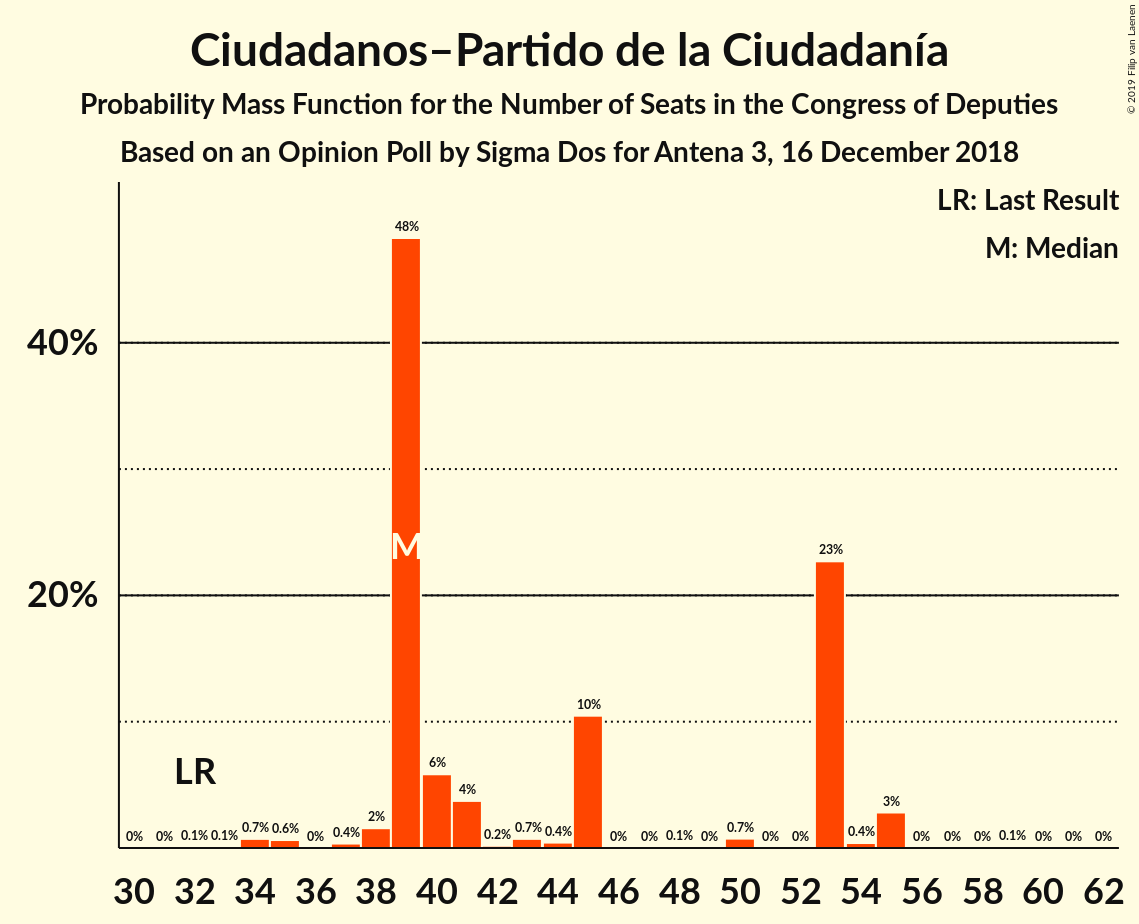 Ciudadanos–Partido de la Ciudadanía
Probability Mass Function for the Number of Seats in the Congress of Deputies
Based on an Opinion Poll by Sigma Dos for Antena 3, 16 December 2018
© 2019 Filip van Laenen
LR: Last Result
M: Median
40%
20%
LR
M
0% 0% 0.1% 0.1% 0.7% 0.6% 0% 0.4% 2% 48% 6% 4% 0.2% 0.7% 0.4% 10% 0% 0% 0.1% 0% 0.7% 0% 0% 23% 0.4% 3% 0% 0% 0% 0.1% 0% 0% 0%
30 32 34 36 38 40 42 44 46 48 50 52 54 56 58 60 62